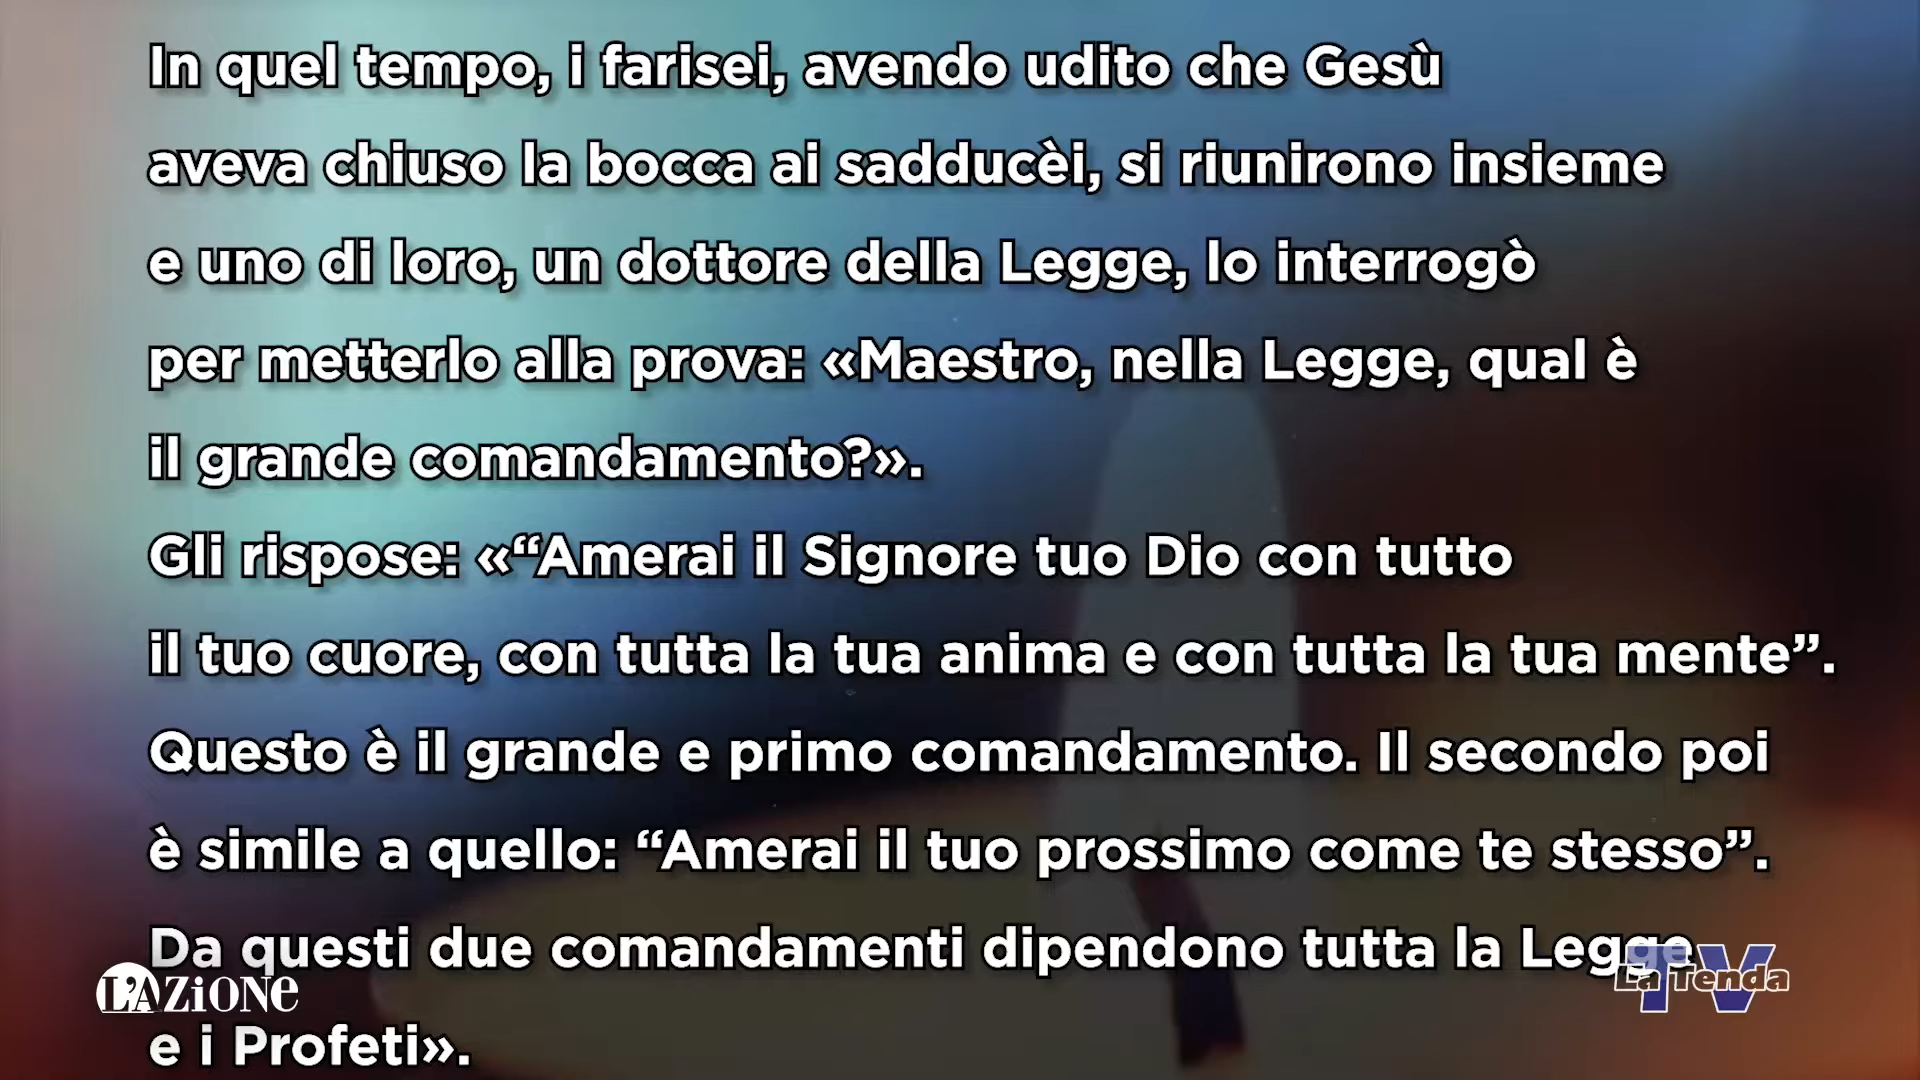 In quel tempo, i farisei, avendo udito che Gesù
aveva chiuso la bocca ai sadducèi, si riunirono insieme
e uno di loro, un dottore della Legge, lo interrogò
per metterlo alla prova: «Maestro, nella Legge, qual è
il grande comandamento?».
Gli rispose: «“Amerai il Signore tuo Dio con tutto
il tuo cuore, con tutta la tua anima e con tutta la tua mente”.
Questo è il grande e primo comandamento. Il secondo poi
è simile a quello: “Amerai il tuo prossimo come te stesso”.
Da questi due comandamenti dipendono tutta la Legge
e i Profeti».
L'AZiONe
La Tenda TV